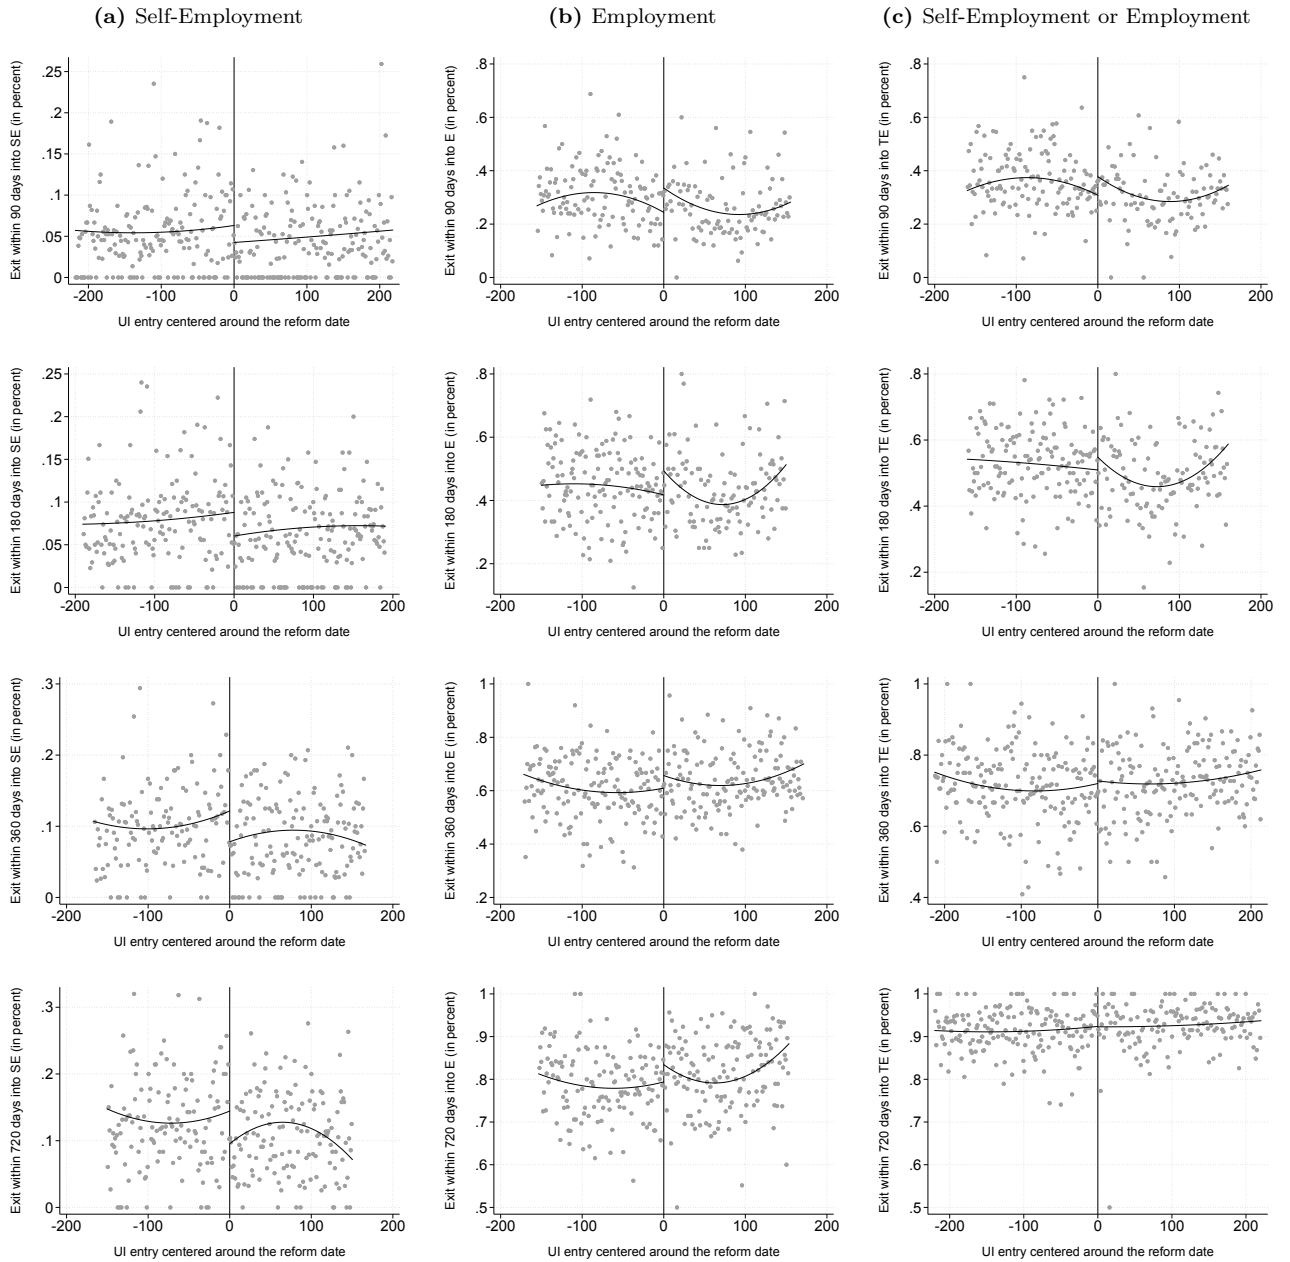 (a) Self-Employment
(b) Employment
(c) Self-Employment or Employment
Exit within 90 days into SE (in percent)
.25
.2
.15
.1
.05
0
-200 -100 0 100 200
UI entry centered around the reform date
Exit within 90 days into E (in percent)
.8
.6
.4
.2
0
-200 -100 0 100 200
UI entry centered around the reform date
Exit within 90 days into TE (in percent)
.8
.6
.4
.2
0
-200 -100 0 100 200
UI entry centered around the reform date
Exit within 180 days into SE (in percent)
.25
.2
.15
.1
.05
0
-200 -100 0 100 200
UI entry centered around the reform date
Exit within 180 days into E (in percent)
.8
.6
.4
.2
-200 -100 0 100 200
UI entry centered around the reform date
Exit within 180 days into TE (in percent)
.8
.6
.4
.2
-200 -100 0 100 200
UI entry centered around the reform date
Exit within 360 days into SE (in percent)
.3
.2
.1
0
-200 -100 0 100 200
UI entry centered around the reform date
Exit within 360 days into E (in percent)
1
.8
.6
.4
.2
-200 -100 0 100 200
UI entry centered around the reform date
Exit within 360 days into TE (in percent)
1
.8
.6
.4
-200 -100 0 100 200
UI entry centered around the reform date
Exit within 720 days into SE (in percent)
.3
.2
.1
0
-200 -100 0 100 200
UI entry centered around the reform date
Exit within 720 days into E (in percent)
1
.9
.8
.7
.6
.5
-200 -100 0 100 200
UI entry centered around the reform date
Exit within 720 days into TE (in percent)
1
.9
.8
.7
.6
.5
-200 -100 0 100 200
UI entry centered around the reform date